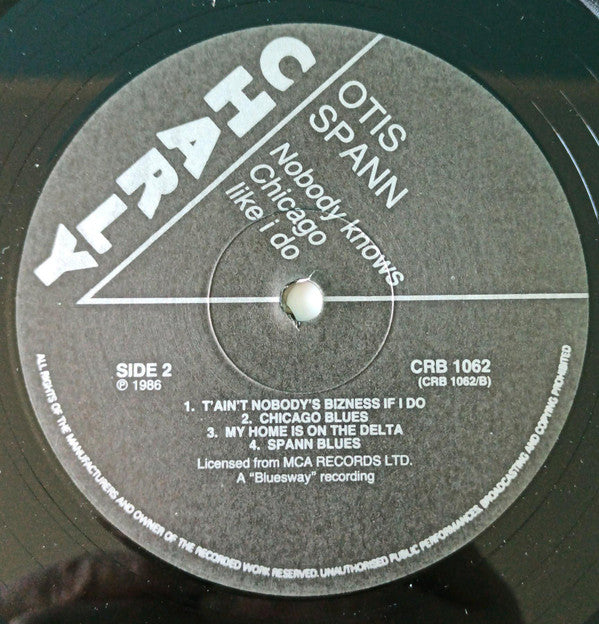 CHARLY
OTIS
SPANN
Nobody knows
Chicago
like i do
SIDE 2
℗ 1986
CRB 1062
(CRB 1062/B)
1. T'AIN'T NOBODY'S BIZNESS IF I DO
2. CHICAGO BLUES
3. MY HOME IS ON THE DELTA
4. SPANN BLUES
Licensed from MCA RECORDS LTD.
A "Bluesway" recording
ALL RIGHTS OF THE MANUFACTURERS AND OWNER OF THE RECORDED WORK RESERVED. UNAUTHORISED PUBLIC PERFORMANCES, BROADCASTING AND COPYING PROHIBITED